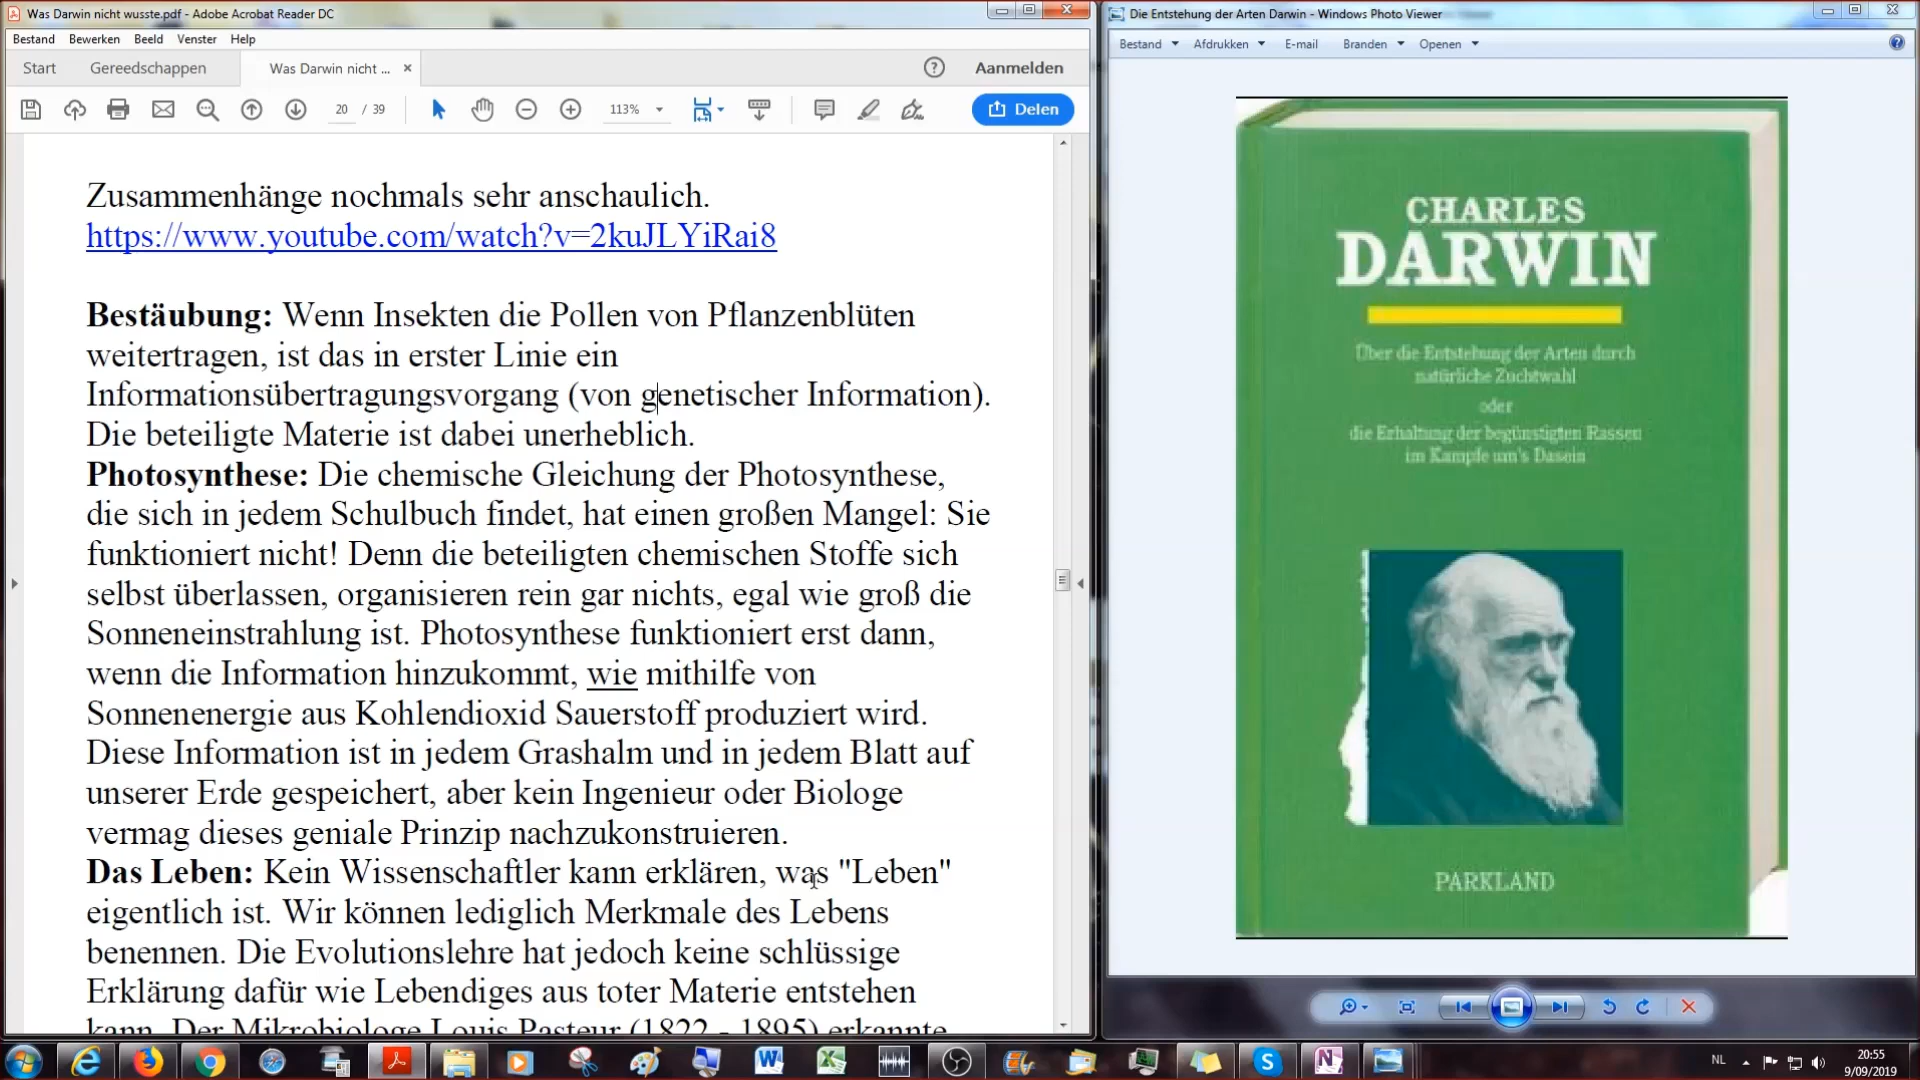 Was Darwin nicht wusste.pdf - Adobe Acrobat Reader DC
Bestand Bewerken Beeld Venster Help
Start Gereedschappen Was Darwin nicht ... × Aanmelden
20 / 39 113% Delen
Zusammenhänge nochmals sehr anschaulich.
https://www.youtube.com/watch?v=2kuJLYiRai8
Bestäubung: Wenn Insekten die Pollen von Pflanzenblüten
weitertragen, ist das in erster Linie ein
Informationsübertragungsvorgang (von genetischer Information).
Die beteiligte Materie ist dabei unerheblich.
Photosynthese: Die chemische Gleichung der Photosynthese,
die sich in jedem Schulbuch findet, hat einen großen Mangel: Sie
funktioniert nicht! Denn die beteiligten chemischen Stoffe sich
selbst überlassen, organisieren rein gar nichts, egal wie groß die
Sonneneinstrahlung ist. Photosynthese funktioniert erst dann,
wenn die Information hinzukommt, wie mithilfe von
Sonnenenergie aus Kohlendioxid Sauerstoff produziert wird.
Diese Information ist in jedem Grashalm und in jedem Blatt auf
unserer Erde gespeichert, aber kein Ingenieur oder Biologe
vermag dieses geniale Prinzip nachzukonstruieren.
Das Leben: Kein Wissenschaftler kann erklären, was "Leben"
eigentlich ist. Wir können lediglich Merkmale des Lebens
benennen. Die Evolutionslehre hat jedoch keine schlüssige
Erklärung dafür wie Lebendiges aus toter Materie entstehen
kann. Der Mikrobiologe Louis Pasteur (1822 - 1895) erkannte
Die Entstehung der Arten Darwin - Windows Photo Viewer
Bestand Afdrukken E-mail Branden Openen
CHARLES
DARWIN
Über die Entstehung der Arten durch
natürliche Zuchtwahl
oder
die Erhaltung der begünstigten Rassen
im Kampfe um's Dasein
PARKLAND
NL
20:55
9/09/2019